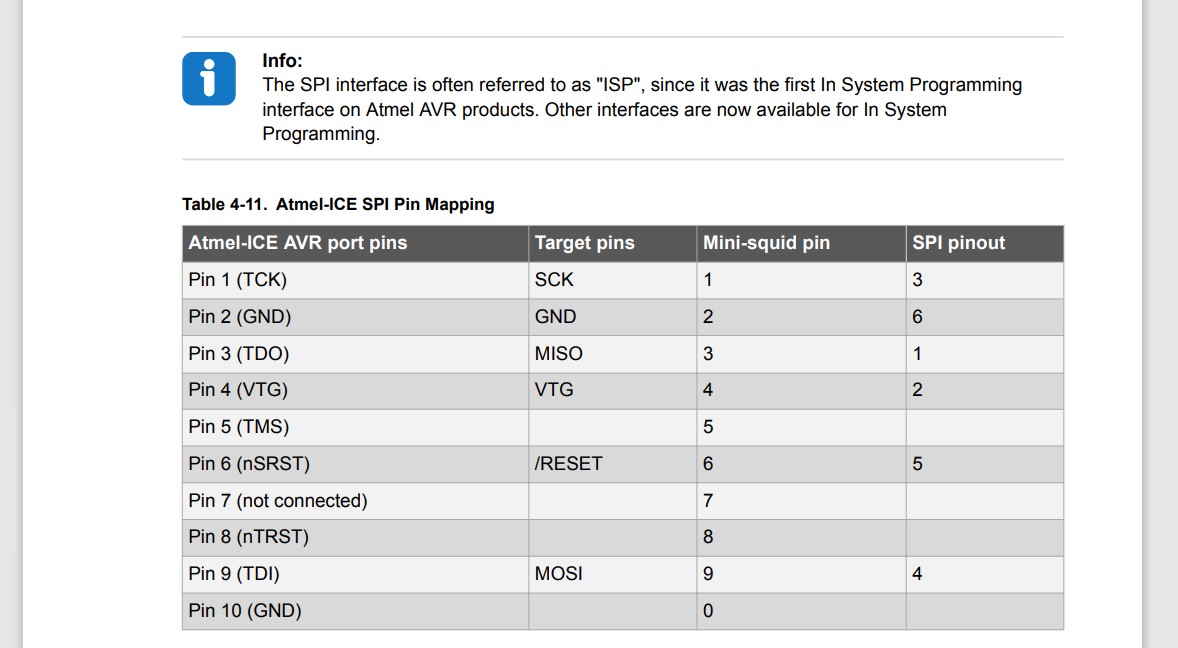 Info:
The SPI interface is often referred to as "ISP", since it was the first In System Programming
interface on Atmel AVR products. Other interfaces are now available for In System
Programming.
Table 4-11. Atmel-ICE SPI Pin Mapping
Atmel-ICE AVR port pins Target pins Mini-squid pin SPI pinout
Pin 1 (TCK) SCK 1 3
Pin 2 (GND) GND 2 6
Pin 3 (TDO) MISO 3 1
Pin 4 (VTG) VTG 4 2
Pin 5 (TMS) 5
Pin 6 (nSRST) /RESET 6 5
Pin 7 (not connected) 7
Pin 8 (nTRST) 8
Pin 9 (TDI) MOSI 9 4
Pin 10 (GND) 0